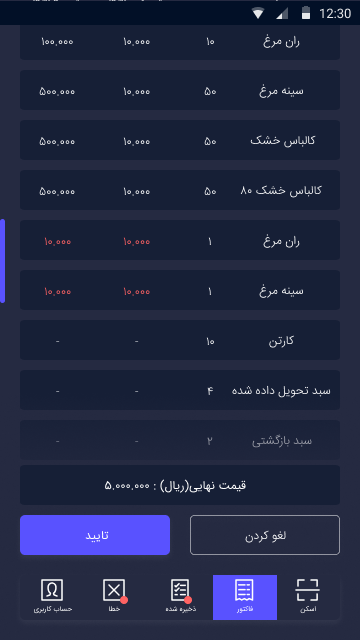 12:30
ران مرغ ۱۰ ۱۰.۰۰۰ ۱۰۰.۰۰۰
سینه مرغ ۵۰ ۱۰.۰۰۰ ۵۰۰.۰۰۰
کالباس خشک ۵۰ ۱۰.۰۰۰ ۵۰۰.۰۰۰
کالباس خشک ۸۰ ۵۰ ۱۰.۰۰۰ ۵۰۰.۰۰۰
ران مرغ ۱ ۱۰.۰۰۰ ۱۰.۰۰۰
سینه مرغ ۱ ۱۰.۰۰۰ ۱۰.۰۰۰
کارتن ۱۰ - -
سبد تحویل داده شده ۴ - -
سبد بازگشتی ۲ - -
قیمت نهایی(ریال) : ۵.۰۰۰.۰۰۰
لغو کردن تایید
اسکن فاکتور ذخیره شده خطا حساب کاربری